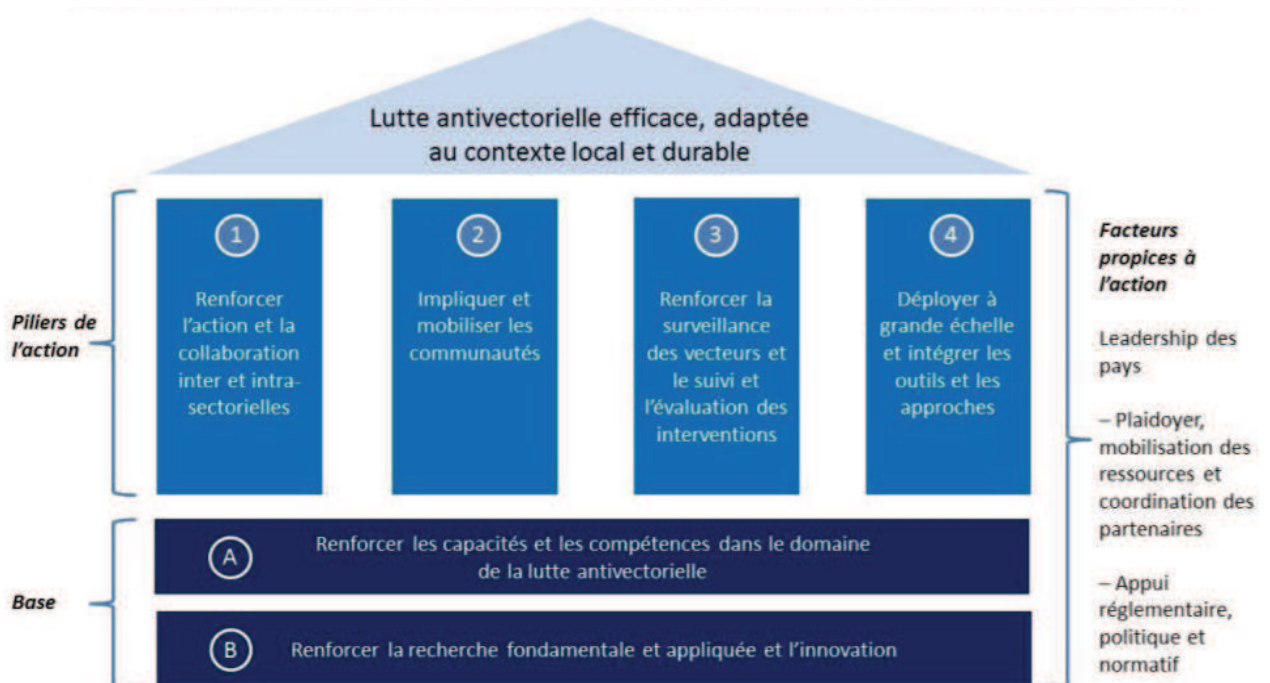 Lutte antivectorielle efficace, adaptée
au contexte local et durable
Piliers de
l'action
1
Renforcer
l'action et la
collaboration
inter et intra-
sectorielles
2
Impliquer et
mobiliser les
communautés
3
Renforcer la
surveillance
des vecteurs et
le suivi et
l'évaluation des
interventions
4
Déployer à
grande échelle
et intégrer les
outils et les
approches
Base
A
Renforcer les capacités et les compétences dans le domaine
de la lutte antivectorielle
B
Renforcer la recherche fondamentale et appliquée et l'innovation
Facteurs
propices à
l'action
Leadership des
pays
– Plaidoyer,
mobilisation des
ressources et
coordination des
partenaires
– Appui
réglementaire,
politique et
normatif